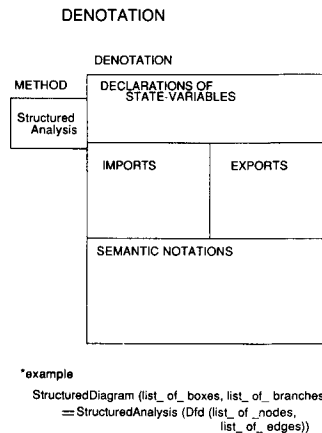 DENOTATION
DENOTATION
METHOD
DECLARATIONS OF
STATE-VARIABLES
Structured
Analysis
IMPORTS
EXPORTS
SEMANTIC NOTATIONS
*example
StructuredDiagram (list_ of_ boxes, list_ of_ branches
=StructuredAnalysis (Dfd (list_ of _nodes,
list_ of_ edges))